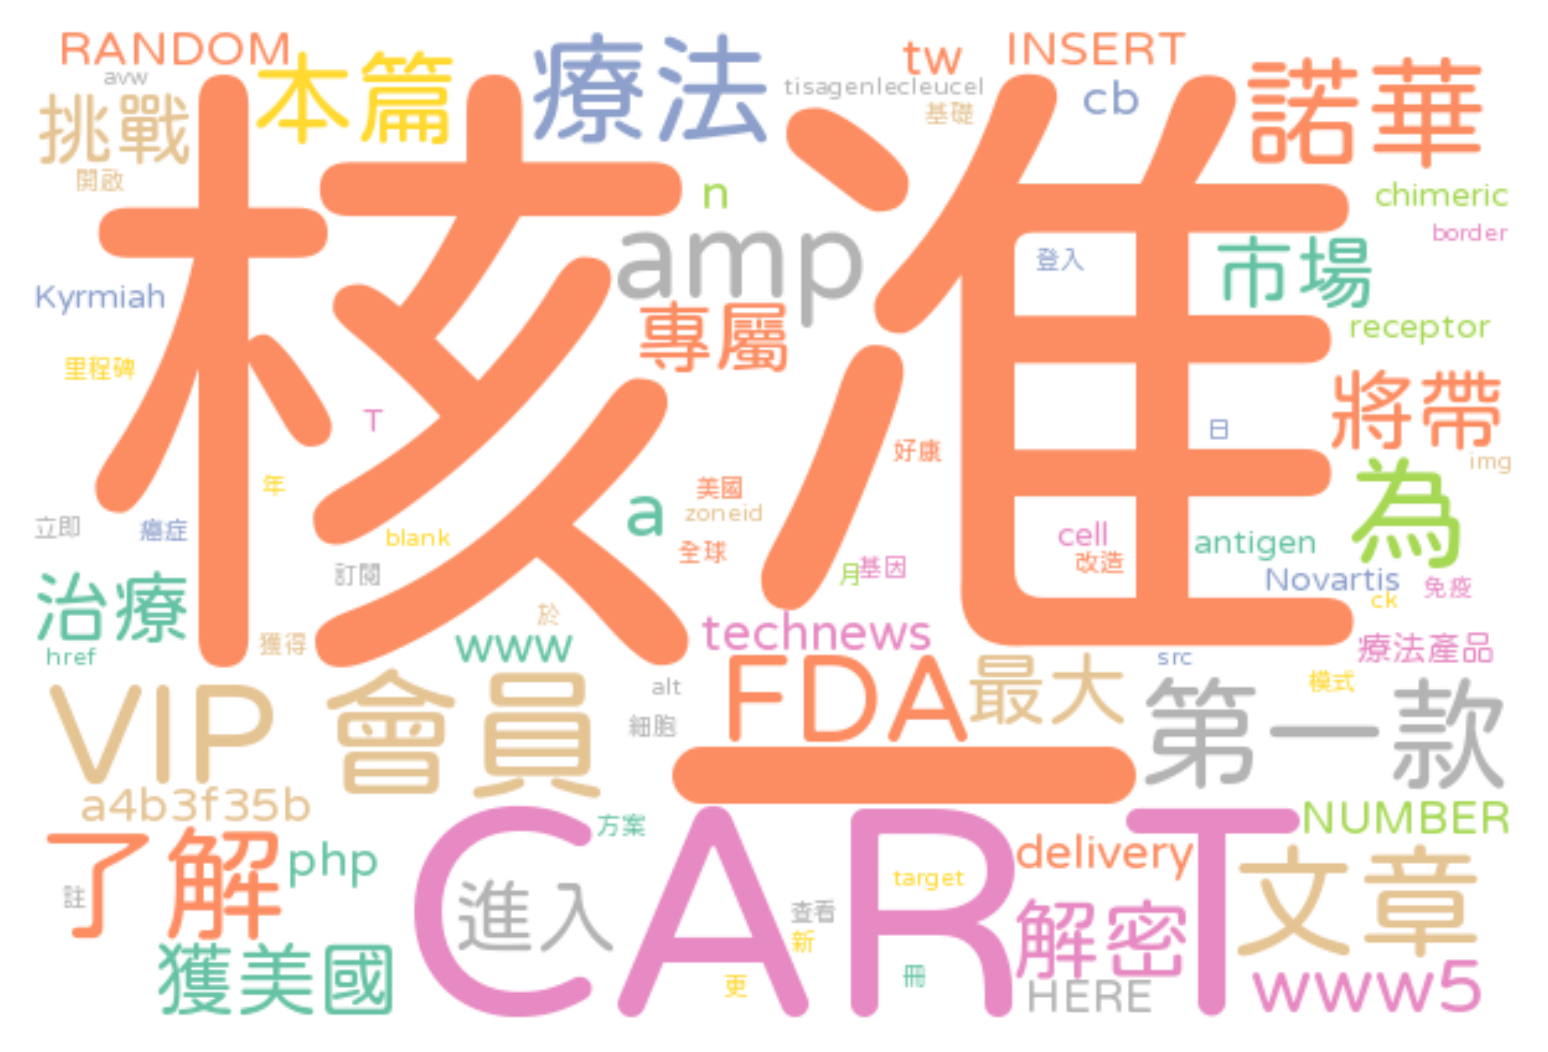 RANDOM
本篇
療法
tw
INSERT
諾華
avw
挑戰
tisagenlecleucel
cb
基礎
開啟
核准
n
chimeric
border
amp
登入
市場
Kyrmiah
專屬
receptor
里程碑
將帶
T
好康
日
img
年
美國
zoneid
a
為
立即
癌症
blank
全球
cell
改造
antigen
訂閱
月
基因
Novartis
免疫
ck
治療
獲得
於
www
technews
療法產品
href
src
模式
VIP
會員
alt
細胞
FDA
最大
第一款
一
a4b3f35b
方案
NUMBER
了解
php
CART
delivery
文章
target
註
進入
查看
新
解密
獲美國
更
冊
HERE
www5